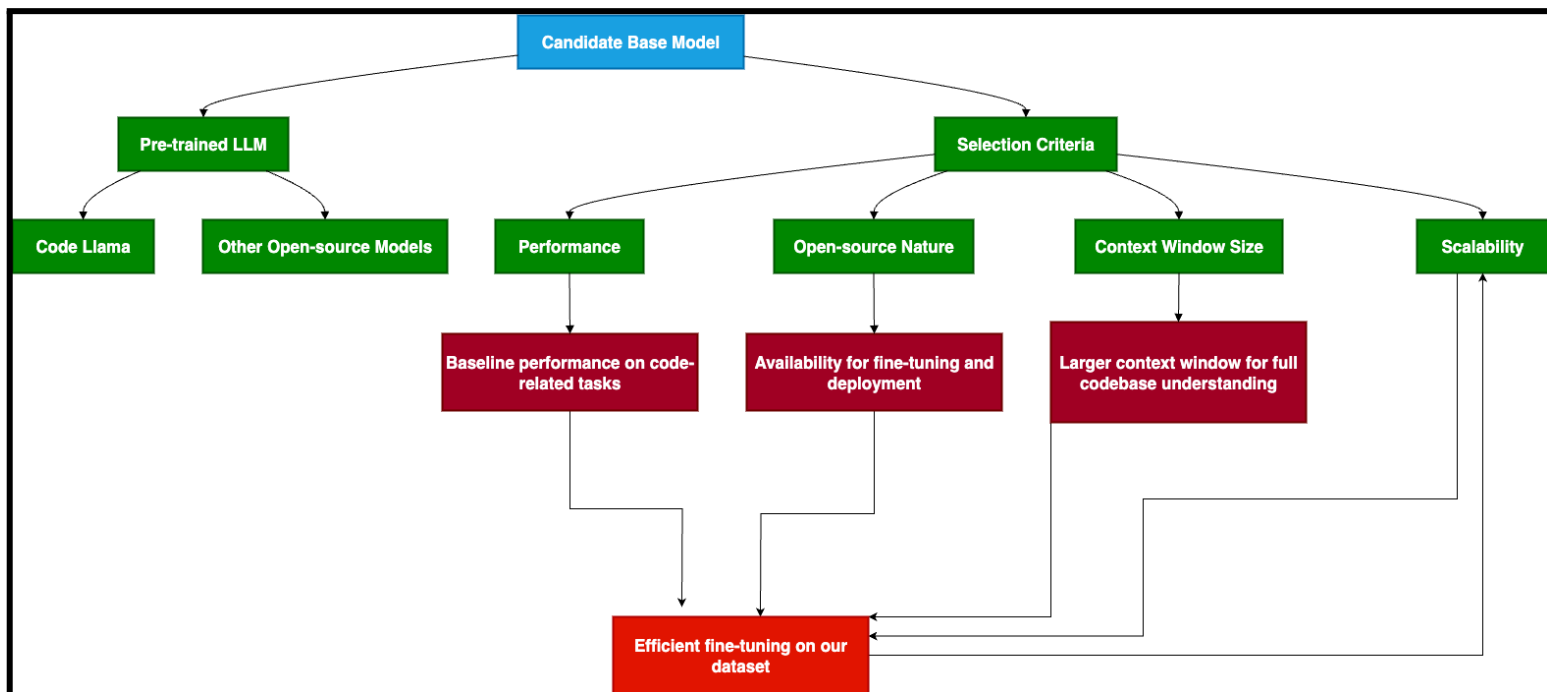 Candidate Base Model
Pre-trained LLM
Selection Criteria
Code Llama
Other Open-source Models
Performance
Open-source Nature
Context Window Size
Scalability
Baseline performance on code-
related tasks
Availability for fine-tuning and
deployment
Larger context window for full
codebase understanding
Efficient fine-tuning on our
dataset